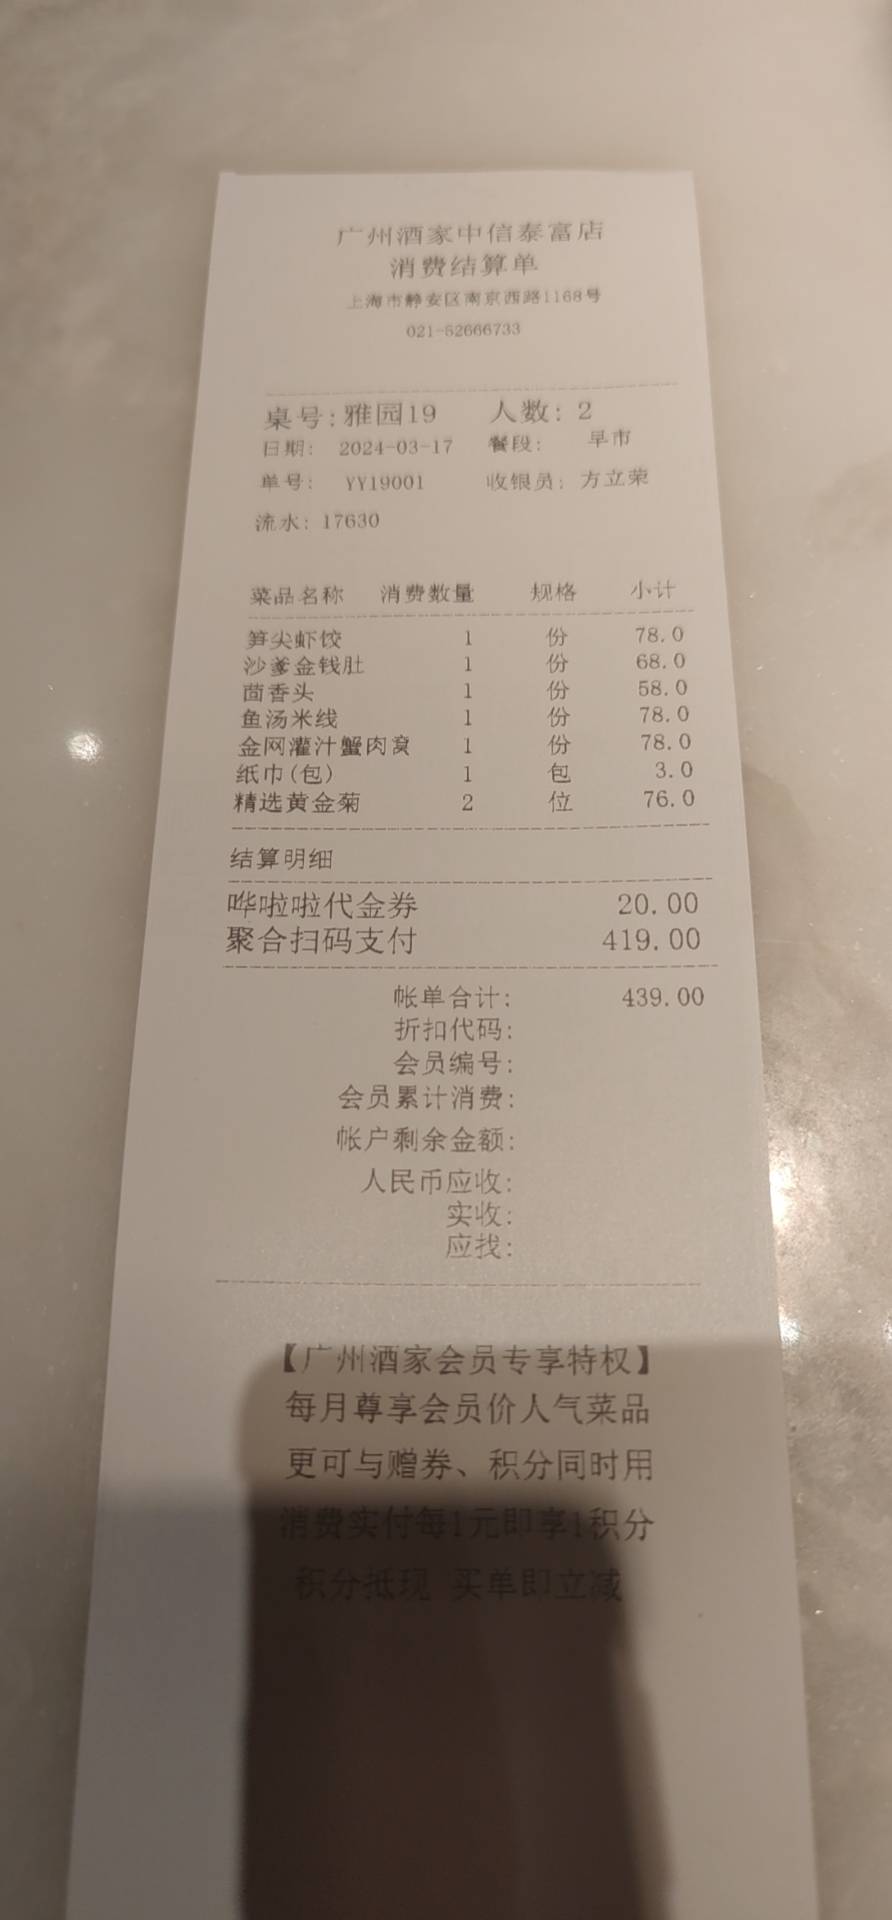 广州酒家中信泰富店
消费结算单
上海市静安区南京西路1168号
021-52666733
桌号:雅园19 人数: 2
日期: 2024-03-17 餐段: 早市
单号: YY19001 收银员: 方立荣
流水: 17630
菜品名称 消费数量 规格 小计
笋尖虾饺 1 份 78.0
沙爹金钱肚 1 份 68.0
茴香头 1 份 58.0
鱼汤米线 1 份 78.0
金网灌汁蟹肉窝 1 份 78.0
纸巾(包) 1 包 3.0
精选黄金菊 2 位 76.0
结算明细
哗啦啦代金券 20.00
聚合扫码支付 419.00
帐单合计: 439.00
折扣代码:
会员编号:
会员累计消费:
帐户剩余金额:
人民币应收:
实收:
应找:
【广州酒家会员专享特权】
每月尊享会员价人气菜品
更可与赠券、积分同时用
消费实付每1元即享1积分
积分抵现 买单即立减